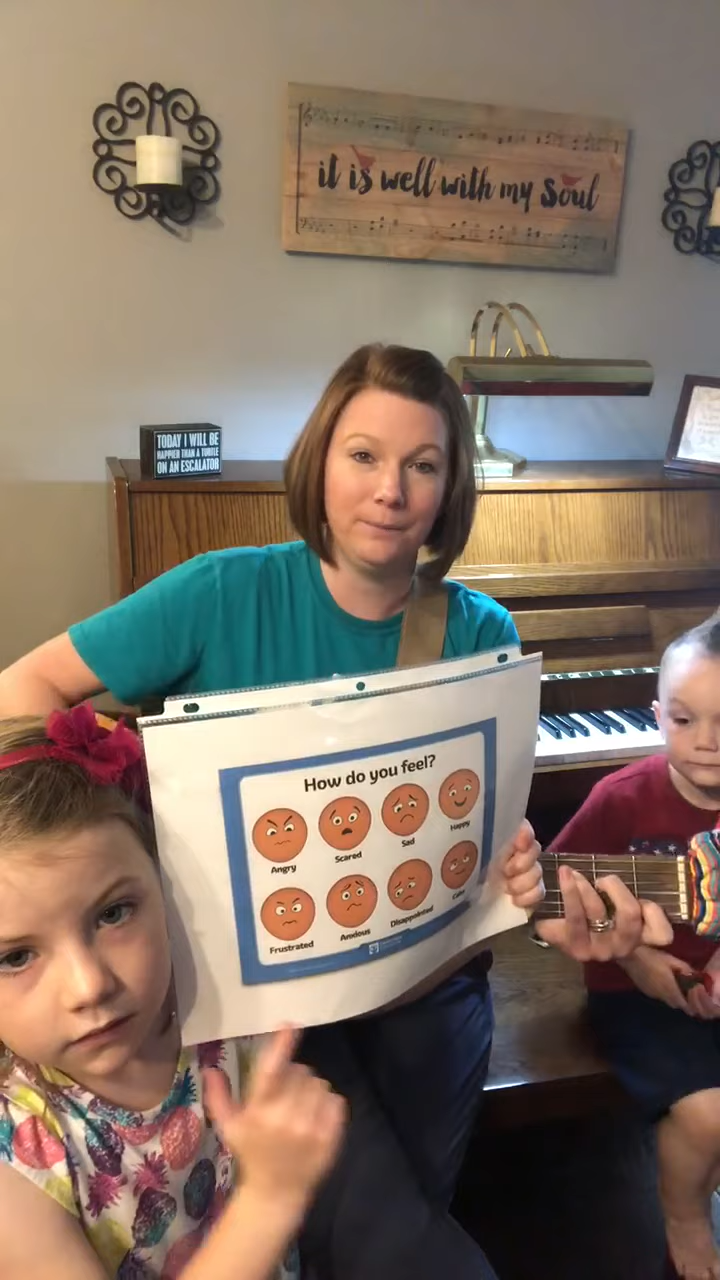 it is well with my soul
TODAY I WILL BE
HAPPIER THAN A TURTLE
ON AN ESCALATOR
How do you feel?
Angry
Scared
Sad
Happy
Frustrated
Anxious
Disappointed
Calm